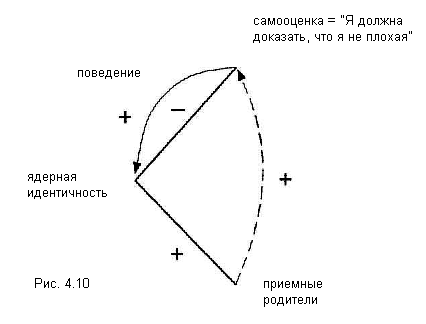 самооценка = "Я должна
доказать, что я не плохая"
поведение
+
−
ядерная
идентичность
+
+
Рис. 4.10
приемные
родители